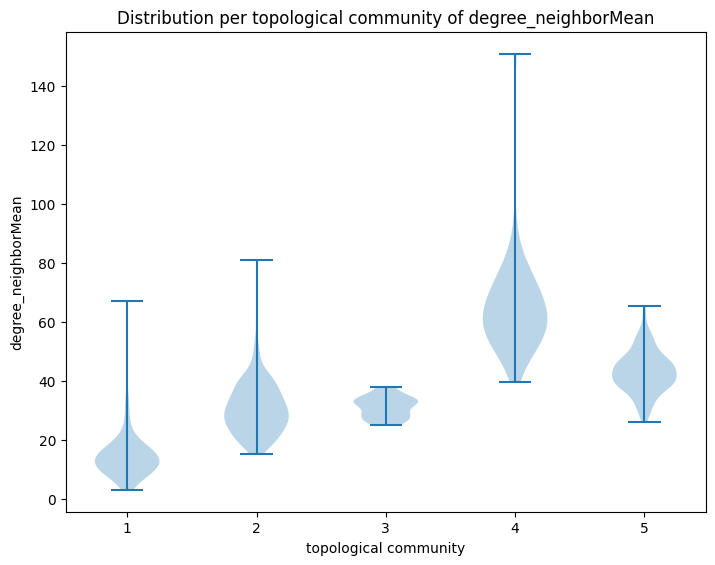 Distribution per topological community of degree_neighborMean
degree_neighborMean
140
120
100
80
60
40
20
0
1 2 3 4 5
topological community